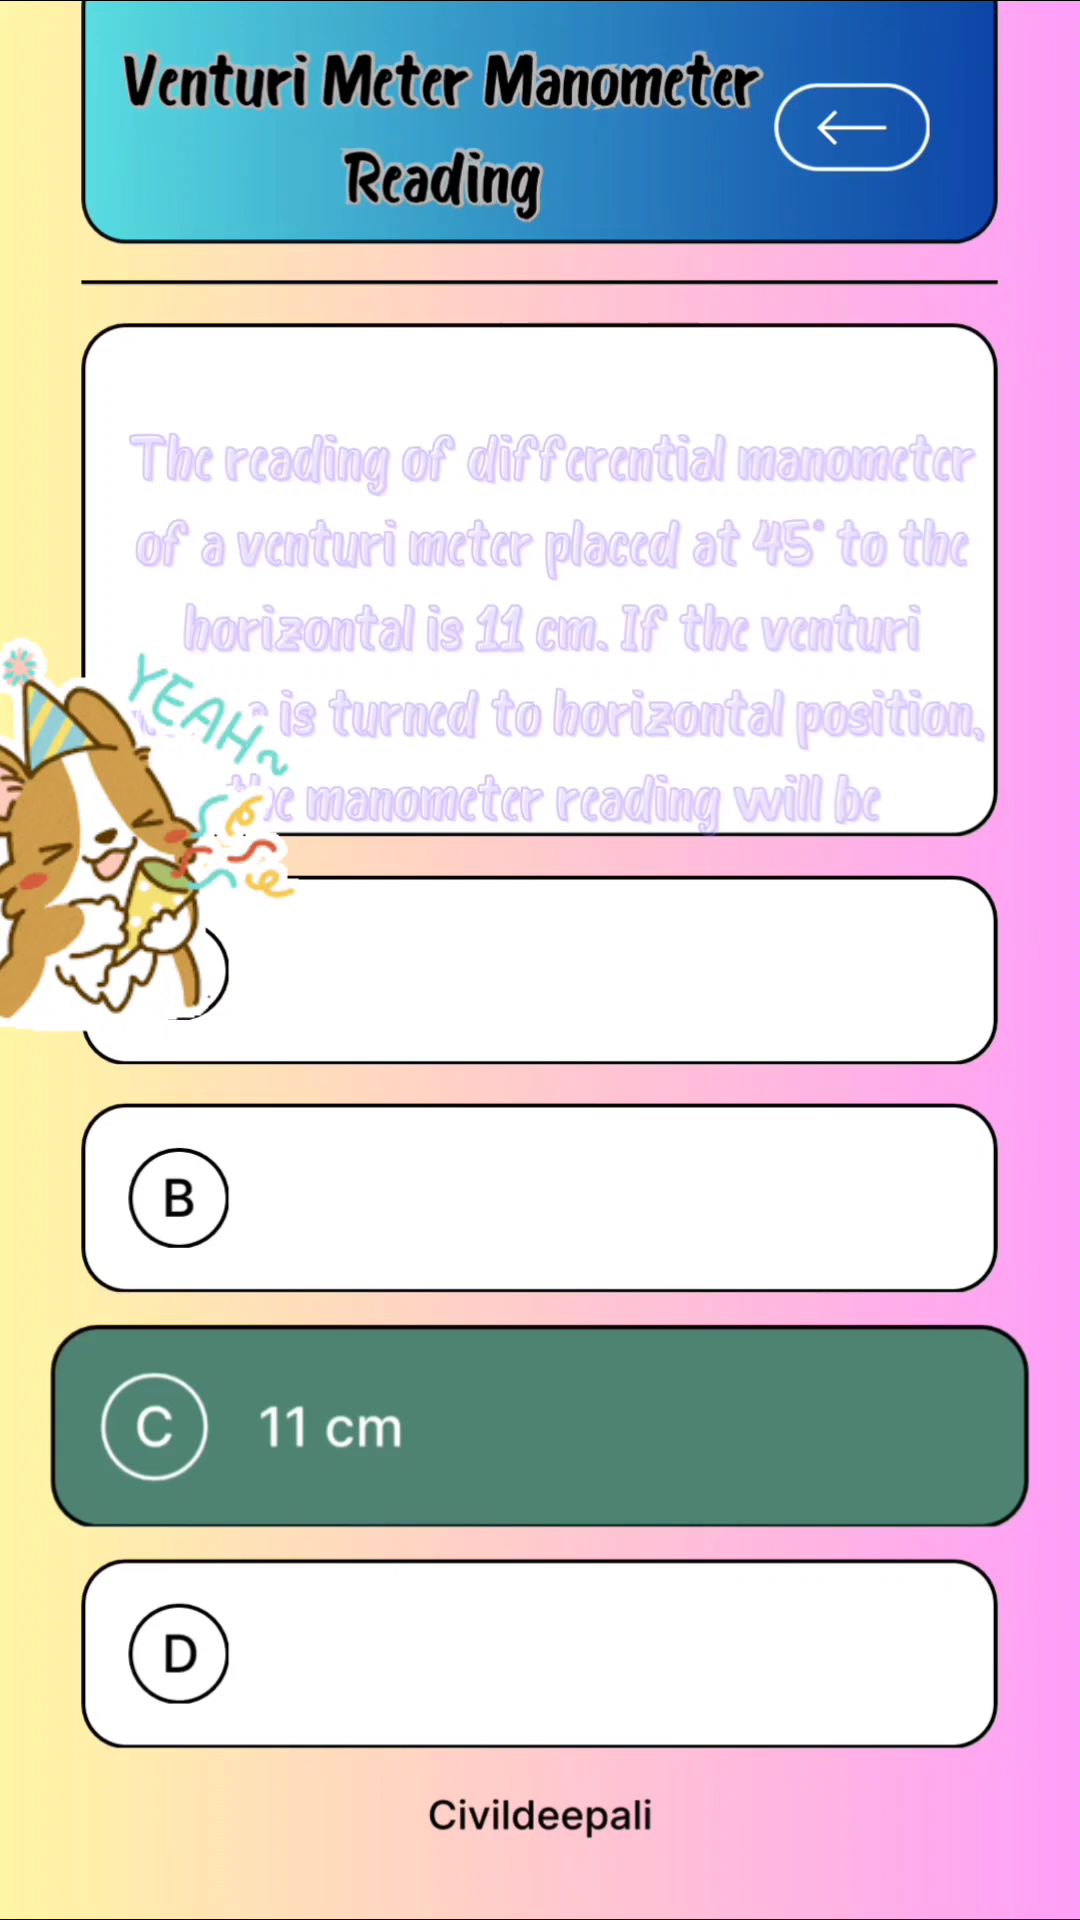 Venturi Meter Manometer
Reading
The reading of differential manometer
of a venturi meter placed at 45° to the
horizontal is 11 cm. If the venturi
is turned to horizontal position,
the manometer reading will be
YEAH~
B
C 11 cm
D
Civildeepali